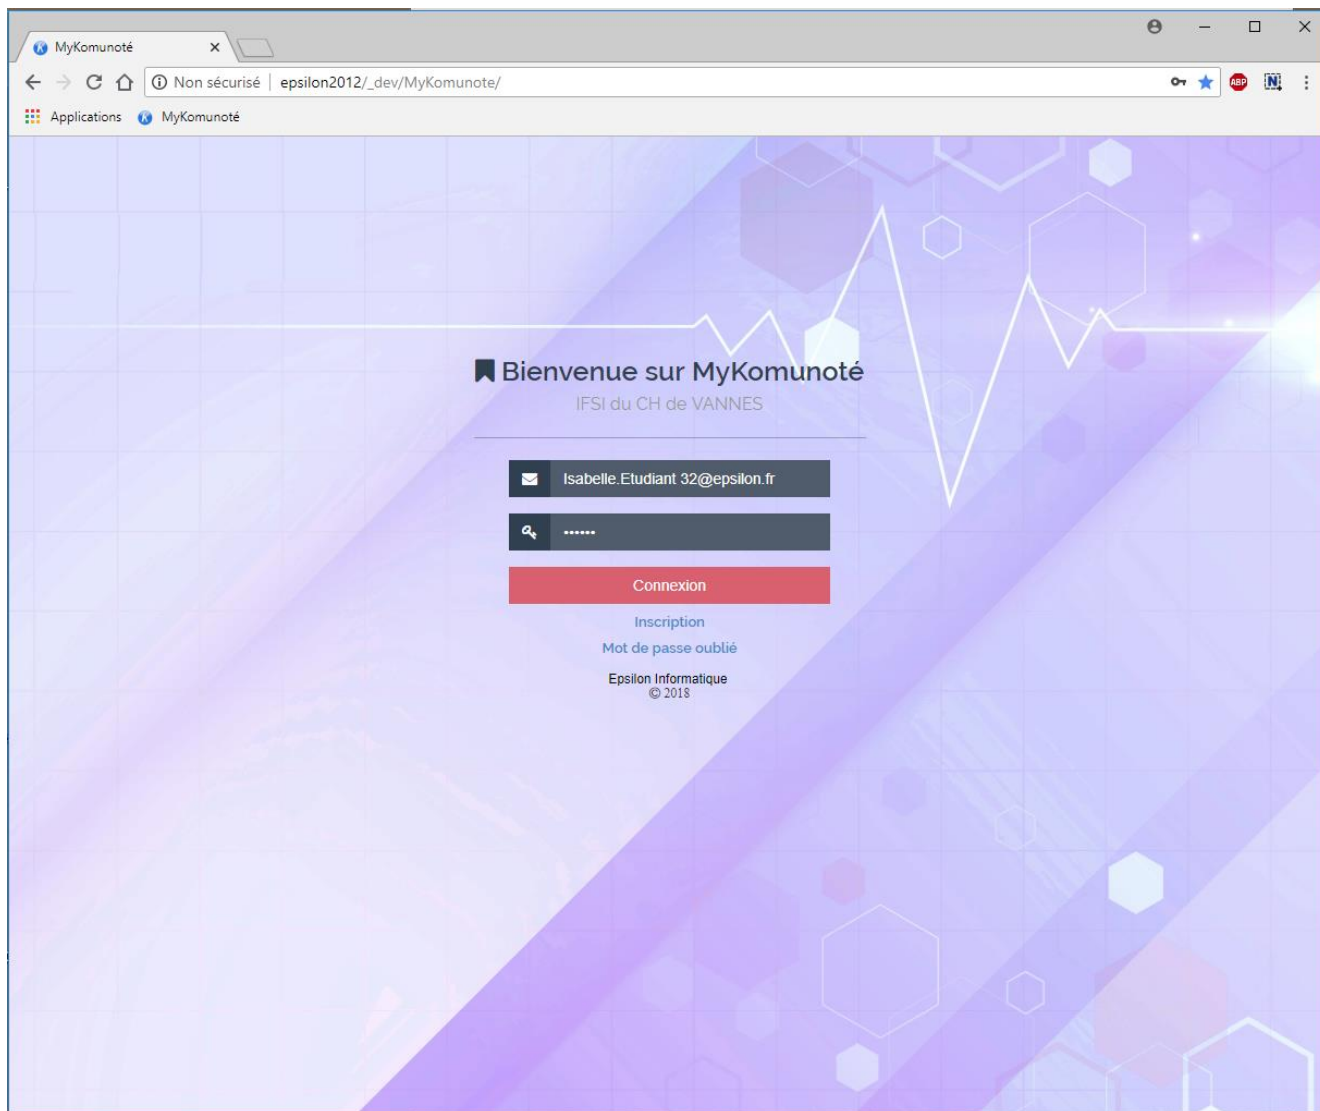 MyKomunoté
Non sécurisé | epsilon2012/_dev/MyKomunote/
ABP
N
Applications
MyKomunoté
Bienvenue sur MyKomunoté
IFSI du CH de VANNES
Isabelle.Etudiant 32@epsilon.fr
••••••
Connexion
Inscription
Mot de passe oublié
Epsilon Informatique
© 2018